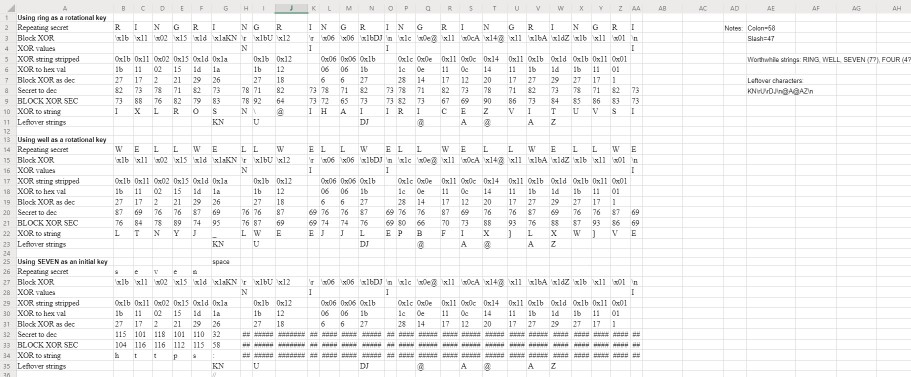 A B C D E F G H I J K L M N O P Q R S T U V W X Y Z AA AB AC AD AE AF AG AH
1 Using ring as a rotational key
2 Repeating secret R I N G R I N G R I N G R I N G R I N G R I N G R I Notes: Colon=58
3 Block XOR \x1b \x11 \x02 \x15 \x1d \x1aKN \x1bU \x12 \r \x06 \x06 \x1bDJ \n \x1c \x0e@ \x11 \x0cA \x14@ \x11 \x1bA \x1dZ \x1b \x11 \x01 \n Slash=47
4 XOR values N I O I
5 XOR string stripped 0x1b 0x11 0x02 0x15 0x1d 0x1a 0x1b 0x12 0x06 0x06 0x1b 0x1c 0x0e 0x11 0x0c 0x14 0x11 0x1b 0x1d 0x1b 0x11 0x01 Worthwhile strings: RING, WELL, SEVEN (7?), FOUR (4?
6 XOR to hex val 1b 11 02 15 1d 1a 1b 12 06 06 1b 1c 0e 11 0c 14 11 1b 1d 1b 11 01
7 Block XOR as dec 27 17 2 21 29 26 27 18 6 6 27 28 14 17 12 20 17 27 29 27 17 1 Leftover characters
8 Secret to dec 82 73 78 71 82 73 78 71 82 73 78 71 82 73 78 71 82 73 78 71 82 73 78 71 82 73 KN\rU\rDJ\n@A@AZ\n
9 BLOCK XOR SEC 73 88 76 82 79 83 78 92 64 73 72 65 73 73 82 73 67 69 90 86 73 84 85 86 83 73
10 XOR to string I X L R O S N \ @ I H A I I R I C E Z V I T U V S I
11 Leftover strings KN U DJ @ A @ A Z
12
13 Using well as a rotational key
14 Repeating secret W E L L W E L L W E L L W E L L W E L L W E L L W E
15 Block XOR \x1b \x11 \x02 \x15 \x1d \x1aKN \x1bU \x12 \r \x06 \x06 \x1bDJ \n \x1c \x0e@ \x11 \x0cA \x14@ \x11 \x1bA \x1dZ \x1b \x11 \x01 \n
16 XOR values N I O I
17 XOR string stripped 0x1b 0x11 0x02 0x15 0x1d 0x1a 0x1b 0x12 0x06 0x06 0x1b 0x1c 0x0e 0x11 0x0c 0x14 0x11 0x1b 0x1d 0x1b 0x11 0x01
18 XOR to hex val 1b 11 02 15 1d 1a 1b 12 06 06 1b 1c 0e 11 0c 14 11 1b 1d 1b 11 01
19 Block XOR as dec 27 17 2 21 29 26 27 18 6 6 27 28 14 17 12 20 17 27 29 27 17 1
20 Secret to dec 87 69 76 76 87 69 76 76 87 69 76 76 87 69 76 76 87 69 76 76 87 69 76 76 87 69
21 BLOCK XOR SEC 76 84 78 89 74 95 76 87 69 69 74 74 76 69 80 66 70 73 88 93 76 88 87 93 86 69
22 XOR to string L T N Y J _ L W E E J J L E P B F I X ] L X W ] V E
23 Leftover strings KN U DJ @ A @ A Z
24
25 Using SEVEN as an initial key space
26 Repeating secret s e v e n
27 Block XOR \x1b \x11 \x02 \x15 \x1d \x1aKN \x1bU \x12 \r \x06 \x06 \x1bDJ \n \x1c \x0e@ \x11 \x0cA \x14@ \x11 \x1bA \x1dZ \x1b \x11 \x01 \n
28 XOR values N I O I
29 XOR string stripped 0x1b 0x11 0x02 0x15 0x1d 0x1a 0x1b 0x12 0x06 0x06 0x1b 0x1c 0x0e 0x11 0x0c 0x14 0x11 0x1b 0x1d 0x1b 0x11 0x01
30 XOR to hex val 1b 11 02 15 1d 1a 1b 12 06 06 1b 1c 0e 11 0c 14 11 1b 1d 1b 11 01
31 Block XOR as dec 27 17 2 21 29 26 27 18 6 6 27 28 14 17 12 20 17 27 29 27 17 1
32 Secret to dec 115 101 118 101 110 32 ## ##### ####### ## #### #### ##### ## #### ##### #### ##### ##### #### ##### ##### #### #### #### ##
33 BLOCK XOR SEC 104 116 116 112 115 58 ## ##### ####### ## #### #### ##### ## #### ##### #### ##### ##### #### ##### ##### #### #### #### ##
34 XOR to string h t t p s : ## ##### ####### ## #### #### ##### ## #### ##### #### ##### ##### #### ##### ##### #### #### #### ##
35 Leftover strings KN U DJ @ A @ A Z